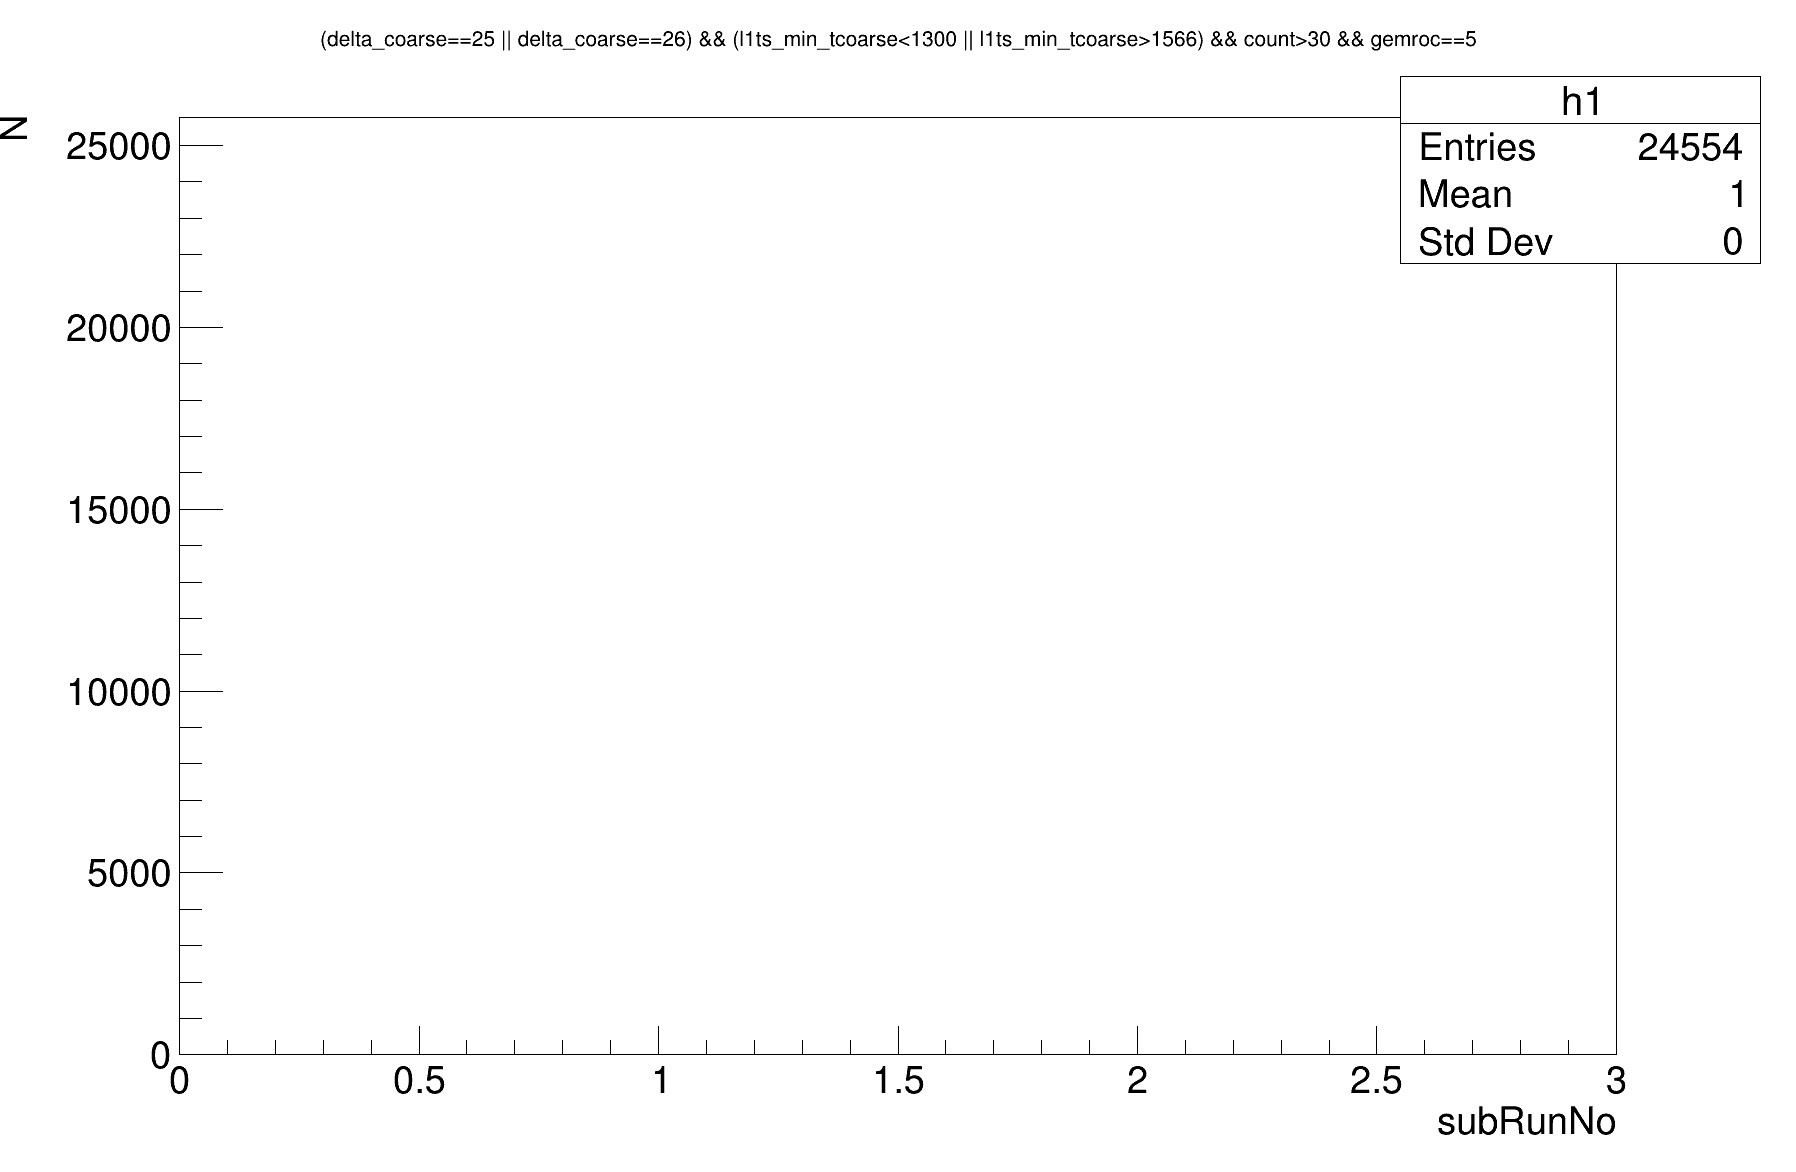 (delta_coarse==25 || delta_coarse==26) && (l1ts_min_tcoarse<1300 || l1ts_min_tcoarse>1566) && count>30 && gemroc==5
h1
Entries 24554
Mean 1
Std Dev 0
N
25000
20000
15000
10000
5000
0
0 0.5 1 1.5 2 2.5 3
subRunNo